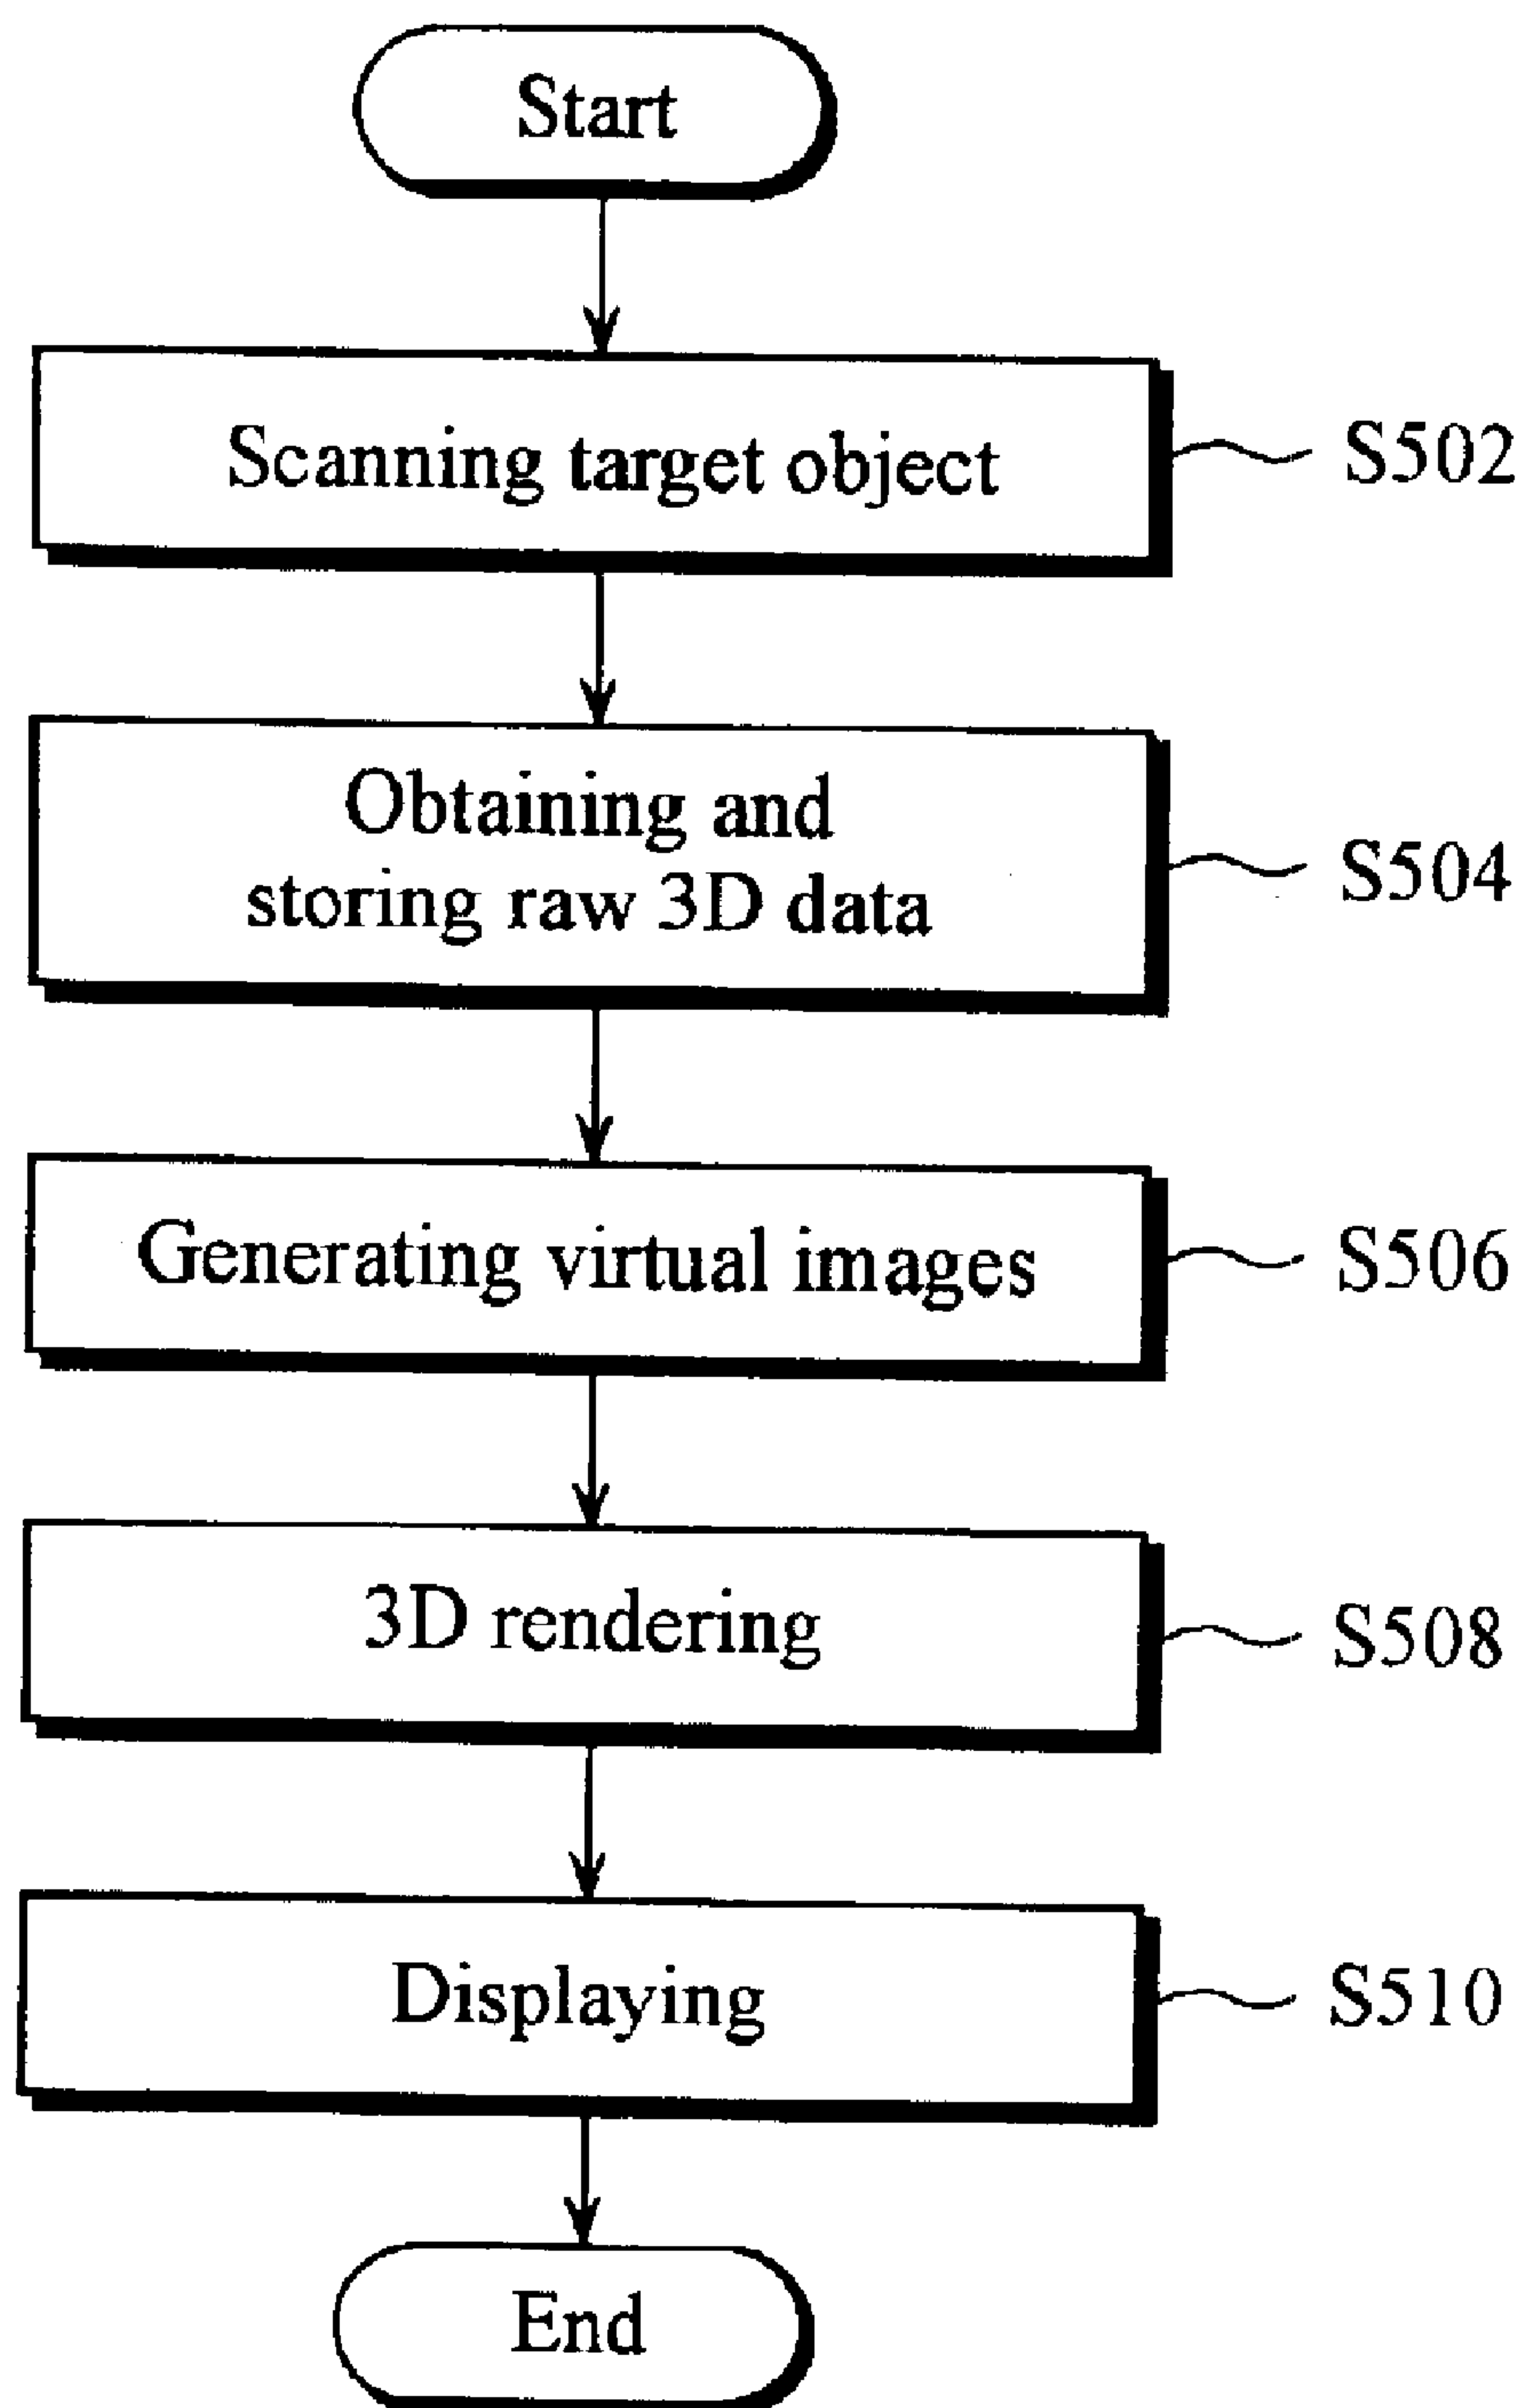 Start
Scanning target object
S502
Obtaining and
storing raw 3D data
S504
Generating virtual images
S506
3D rendering
S508
Displaying
S510
End